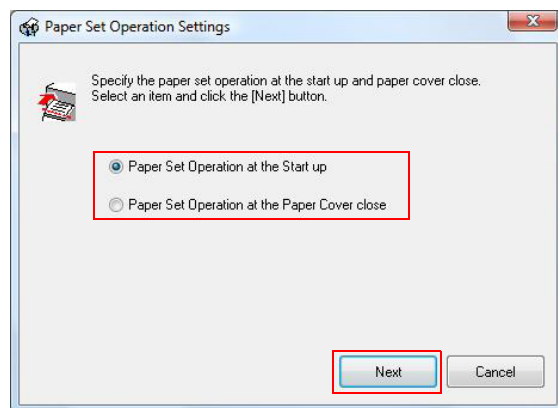 Paper Set Operation Settings
Specify the paper set operation at the start up and paper cover close.
Select an item and click the [Next] button.
Paper Set Operation at the Start up
Paper Set Operation at the Paper Cover close
Next
Cancel